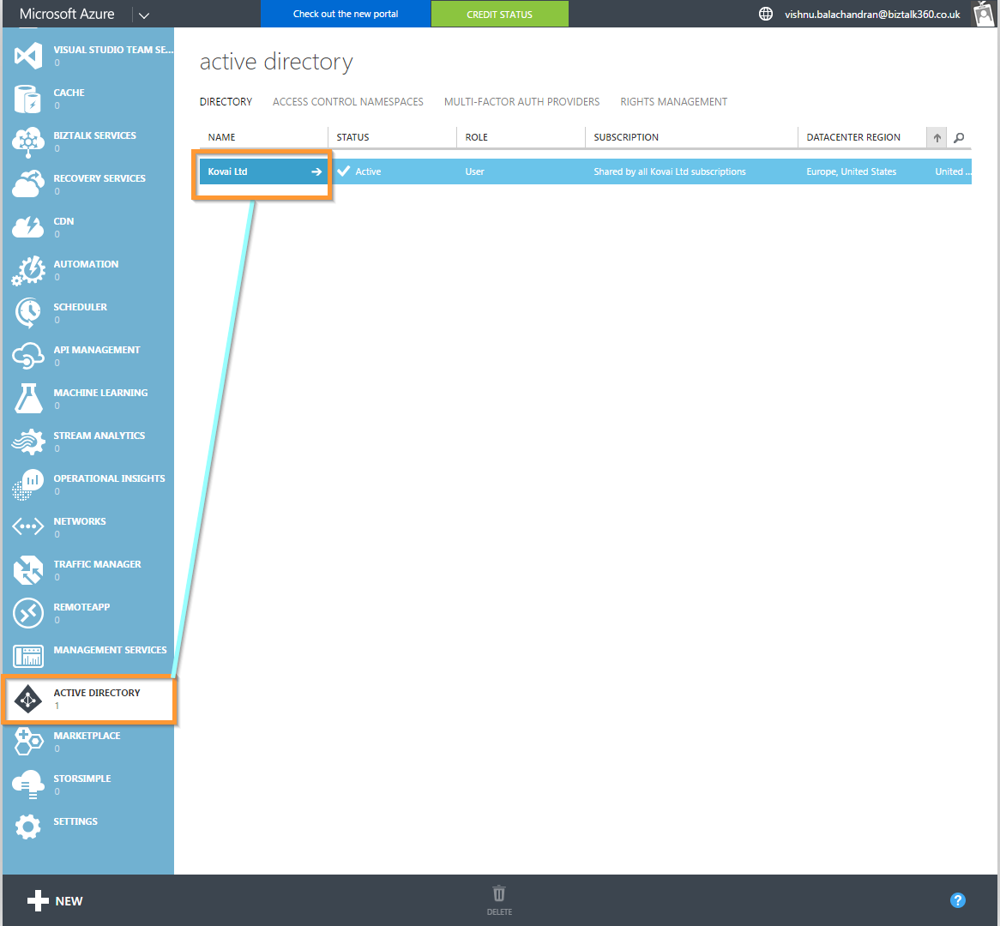 Microsoft Azure
Check out the new portal
CREDIT STATUS
vishnu.balachandran@biztalk360.co.uk
VISUAL STUDIO TEAM SE...
0
CACHE
0
BIZTALK SERVICES
0
RECOVERY SERVICES
0
CDN
0
AUTOMATION
0
SCHEDULER
0
API MANAGEMENT
0
MACHINE LEARNING
0
STREAM ANALYTICS
0
OPERATIONAL INSIGHTS
0
NETWORKS
0
TRAFFIC MANAGER
0
REMOTEAPP
0
MANAGEMENT SERVICES
ACTIVE DIRECTORY
1
MARKETPLACE
0
STORSIMPLE
0
SETTINGS
active directory
DIRECTORY ACCESS CONTROL NAMESPACES MULTI-FACTOR AUTH PROVIDERS RIGHTS MANAGEMENT
NAME STATUS ROLE SUBSCRIPTION DATACENTER REGION
Kovai Ltd Active User Shared by all Kovai Ltd subscriptions Europe, United States United ...
NEW
DELETE
?